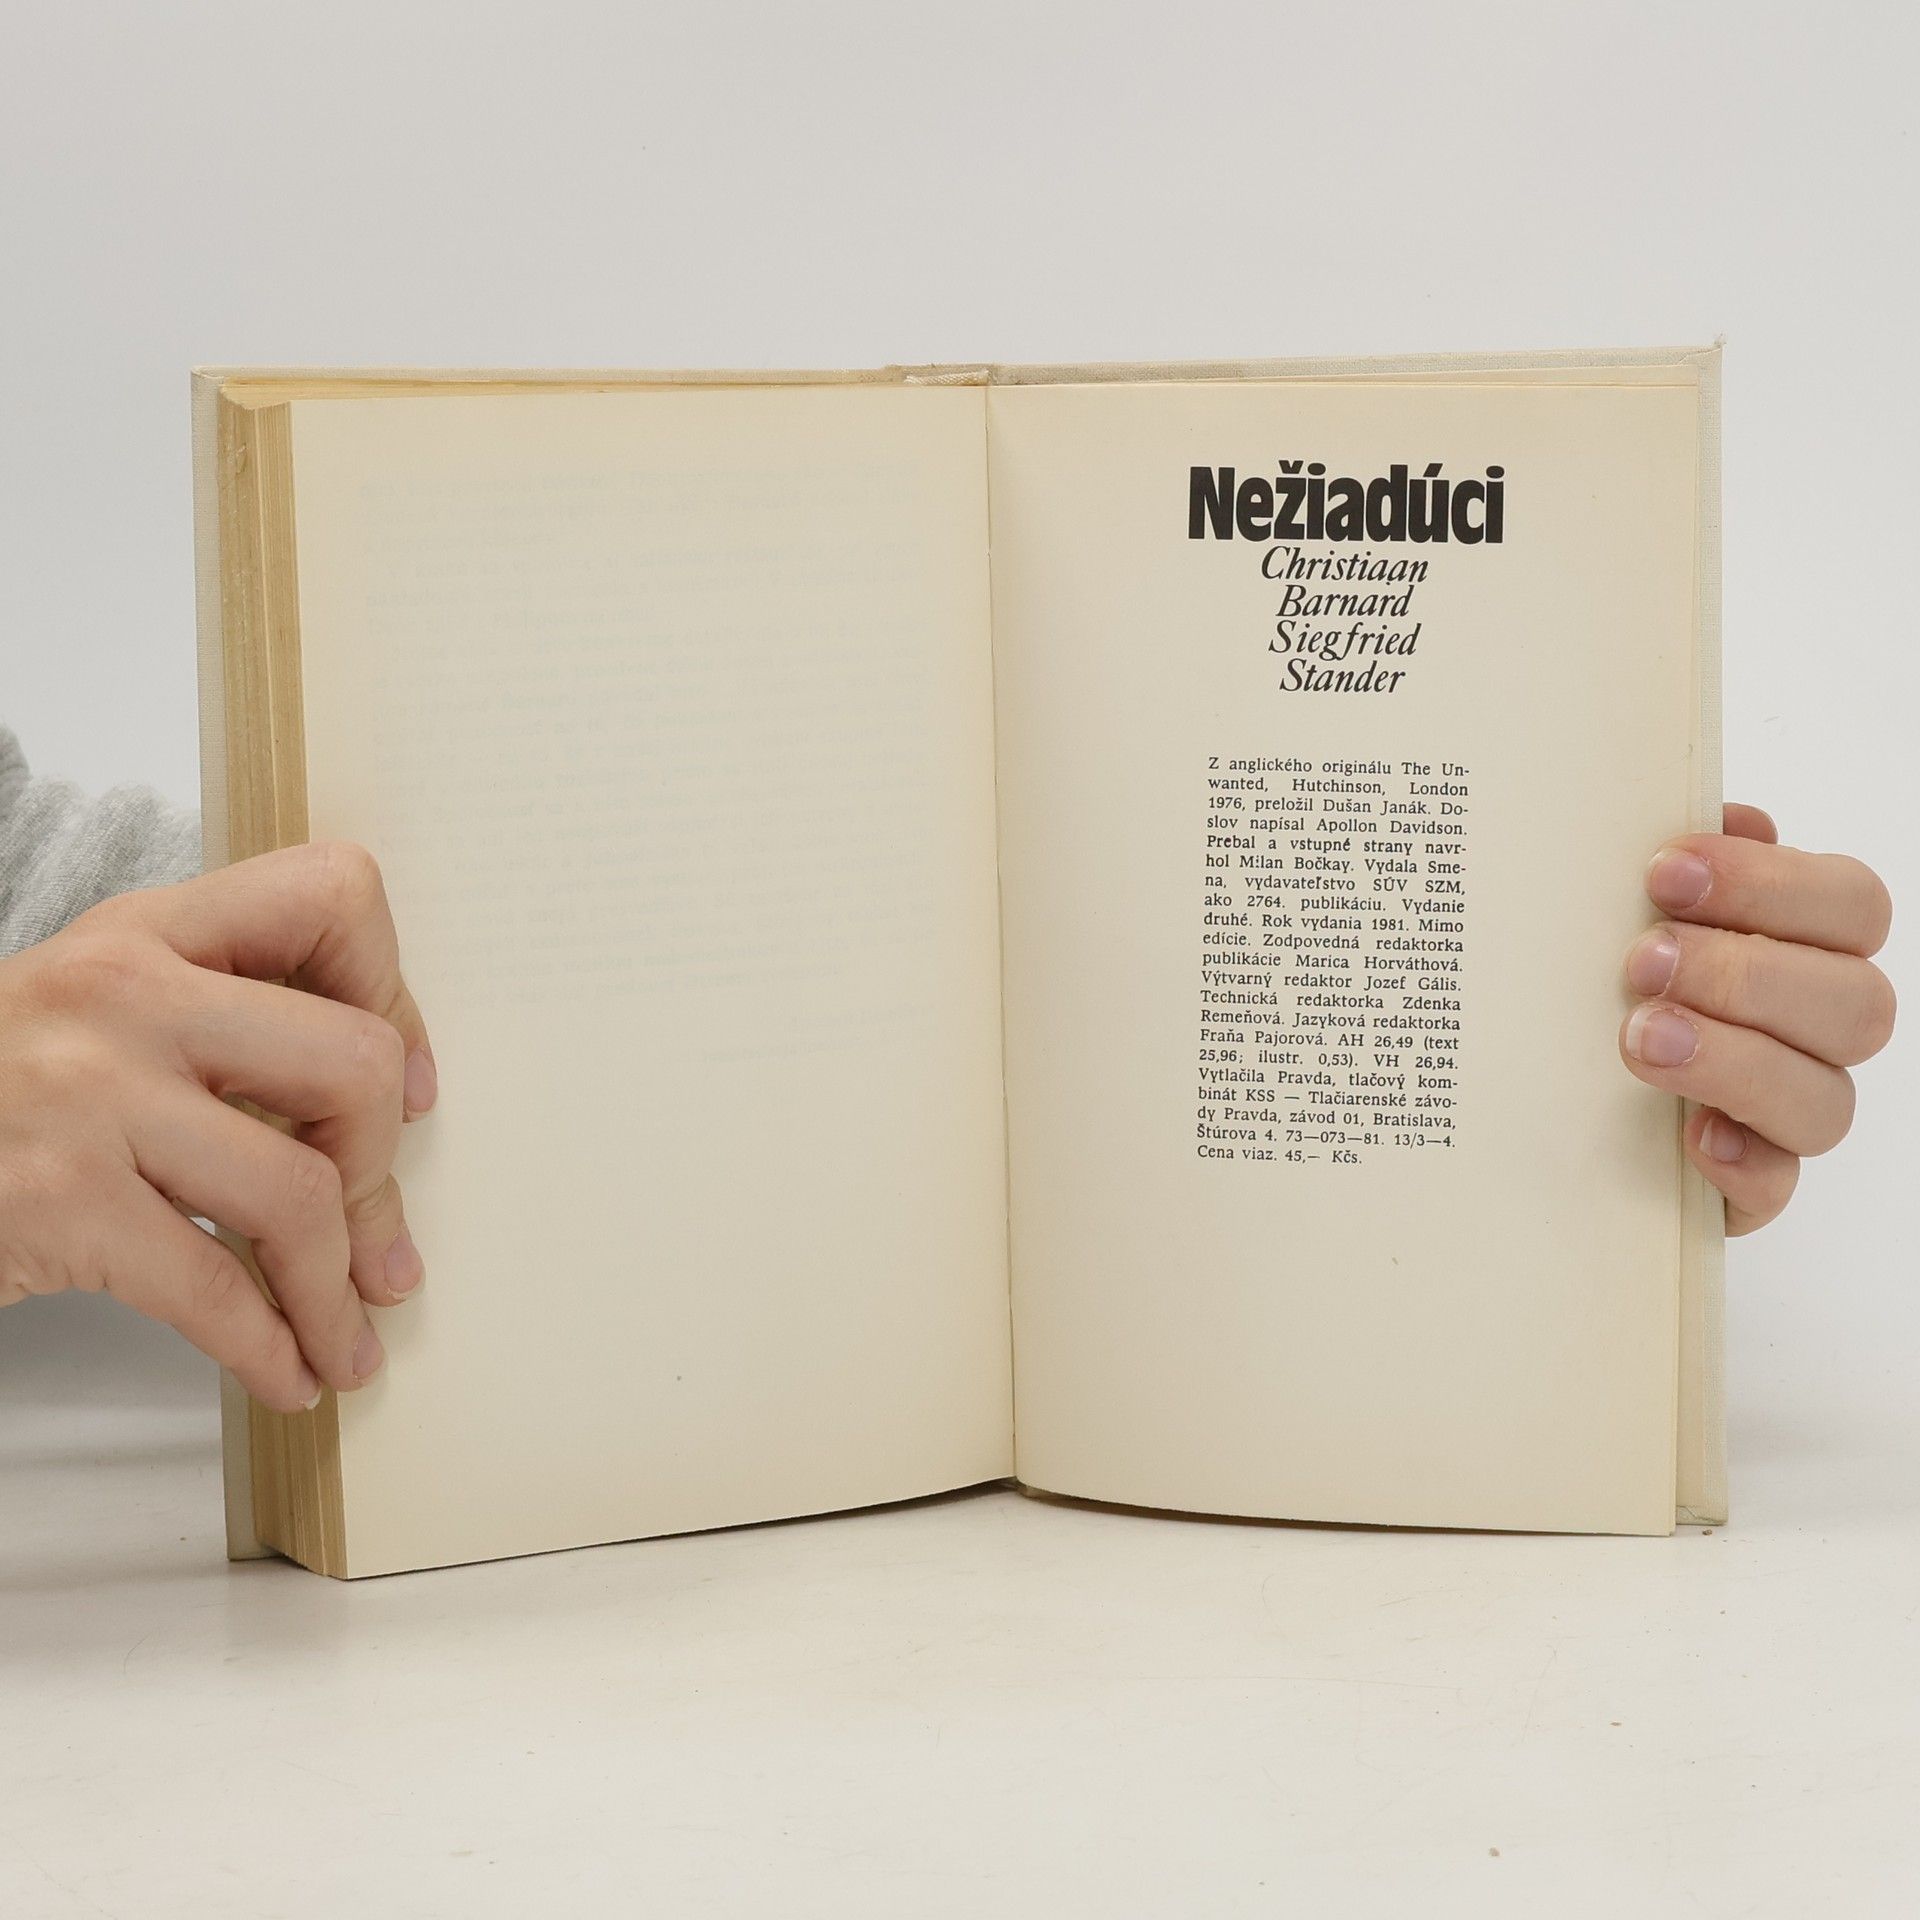 Nežiadúci
Christiaan
Barnard
Siegfried
Stander
Z anglického originálu The Un-
wanted, Hutchinson, London
1976, preložil Dušan Janák. Do-
slov napísal Apollon Davidson.
Prebal a vstupné strany navr-
hol Milan Bočkay. Vydala Sme-
na, vydavateľstvo SÚV SZM,
ako 2764. publikáciu. Vydanie
druhé. Rok vydania 1981. Mimo
edície. Zodpovedná redaktorka
publikácie Marica Horváthová.
Výtvarný redaktor Jozef Gális.
Technická redaktorka Zdenka
Remeňová. Jazyková redaktorka
Fraňa Pajorová. AH 26,49 (text
25,96; ilustr. 0,53). VH 26,94.
Vytlačila Pravda, tlačový kom-
binát KSS — Tlačiarenské závo-
dy Pravda, závod 01, Bratislava,
Štúrova 4. 73—073—81. 13/3—4.
Cena viaz. 45,— Kčs.